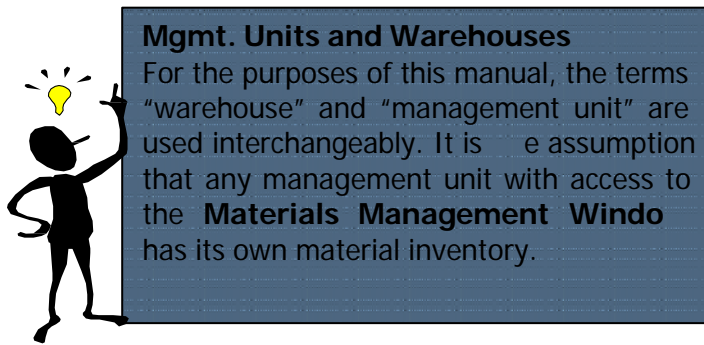 Mgmt. Units and Warehouses
For the purposes of this manual, the terms
“warehouse” and “management unit” are
used interchangeably. It is e assumption
that any management unit with access to
the Materials Management Windo
has its own material inventory.